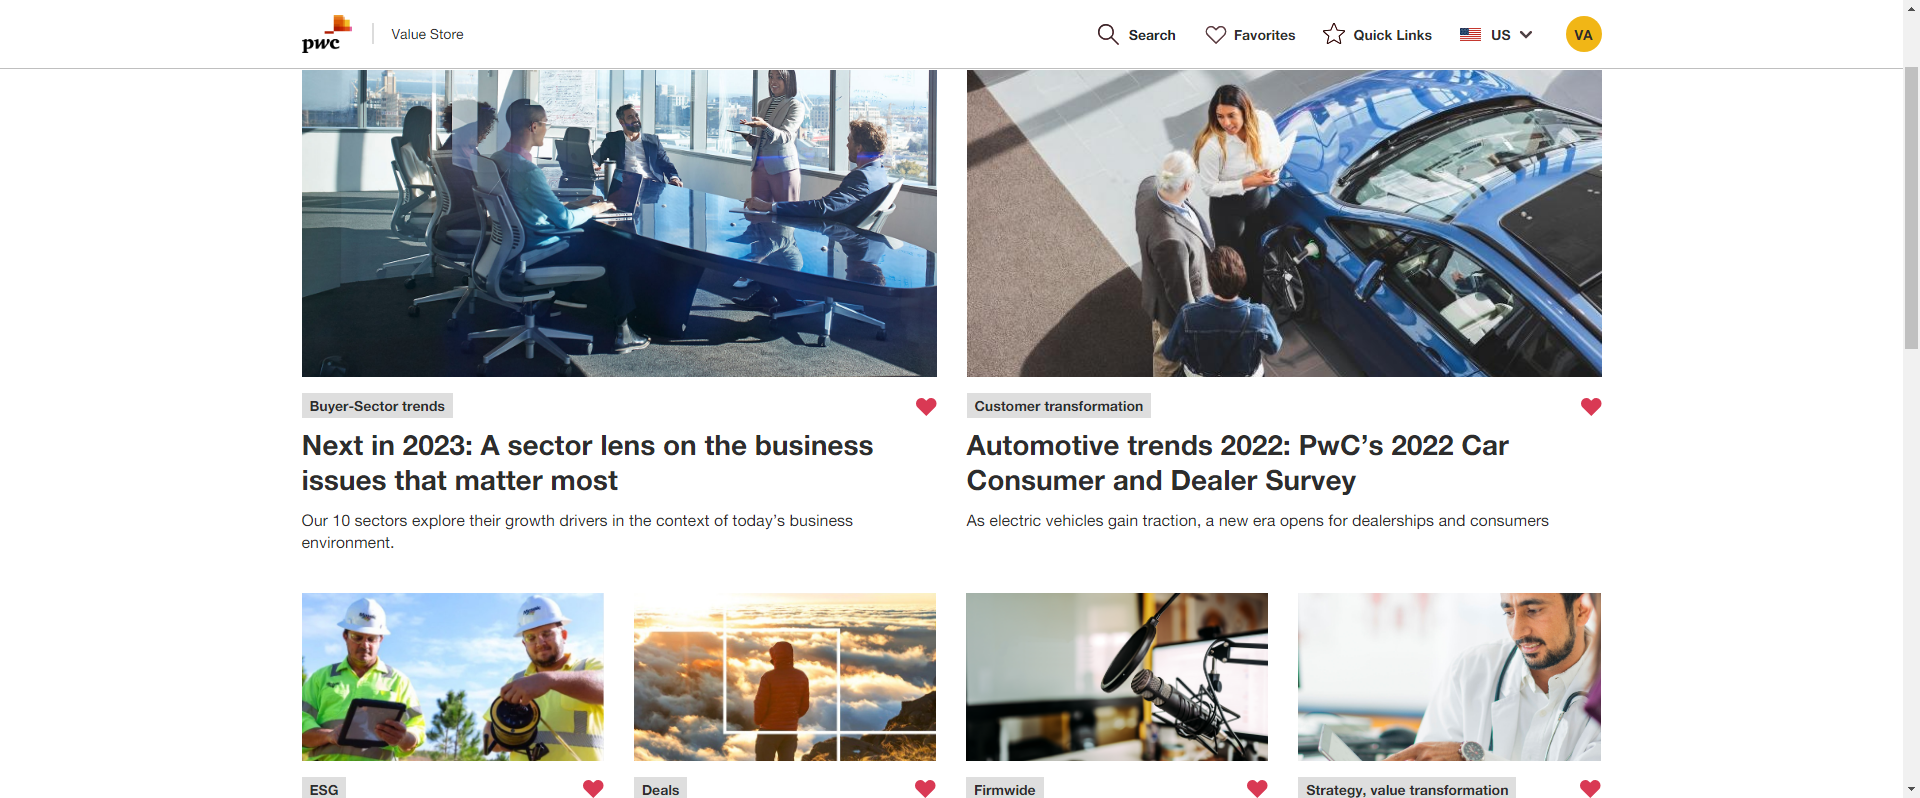 pwc
Value Store
Search
Favorites
Quick Links
US
VA
Buyer-Sector trends
Next in 2023: A sector lens on the business
issues that matter most
Our 10 sectors explore their growth drivers in the context of today’s business
environment.
Customer transformation
Automotive trends 2022: PwC’s 2022 Car
Consumer and Dealer Survey
As electric vehicles gain traction, a new era opens for dealerships and consumers
ESG
Deals
Firmwide
Strategy, value transformation